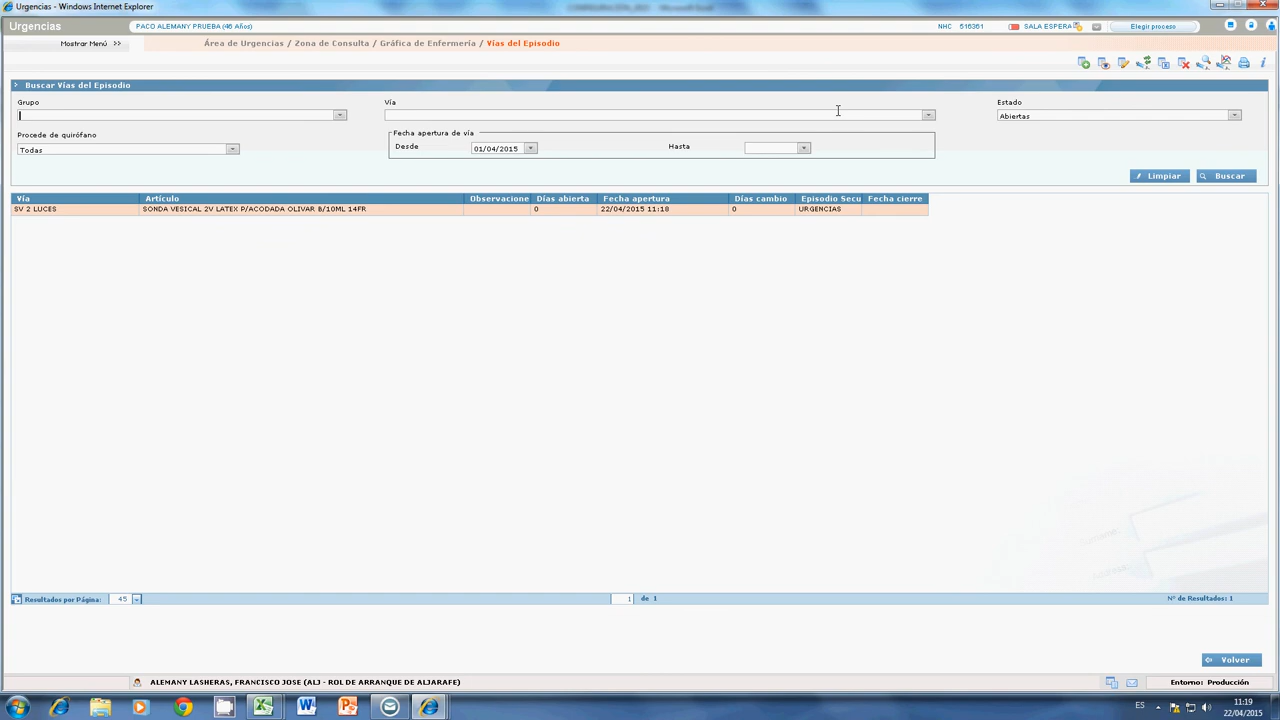 Urgencias - Windows Internet Explorer
Urgencias
PACO ALEMANY PRUEBA (46 Años)
NHC 516361
SALA ESPERA
Elegir proceso
Mostrar Menú >>
Área de Urgencias / Zona de Consulta / Gráfica de Enfermería / Vías del Episodio
Buscar Vías del Episodio
Grupo
Vía
Estado
Abiertas
Procede de quirófano
Todas
Fecha apertura de vía
Desde
01/04/2015
Hasta
Limpiar
Buscar
Vía Artículo Observacione Días abierta Fecha apertura Días cambio Episodio Secu Fecha cierre
SV 2 LUCES SONDA VESICAL 2V LATEX P/ACODADA OLIVAR B/10ML 14FR 0 22/04/2015 11:18 0 URGENCIAS
Resultados por Página: 45
1 de 1
Nº de Resultados: 1
Volver
ALEMANY LASHERAS, FRANCISCO JOSE (ALJ - ROL DE ARRANQUE DE ALJARAFE)
Entorno: Producción
ES
11:19
22/04/2015